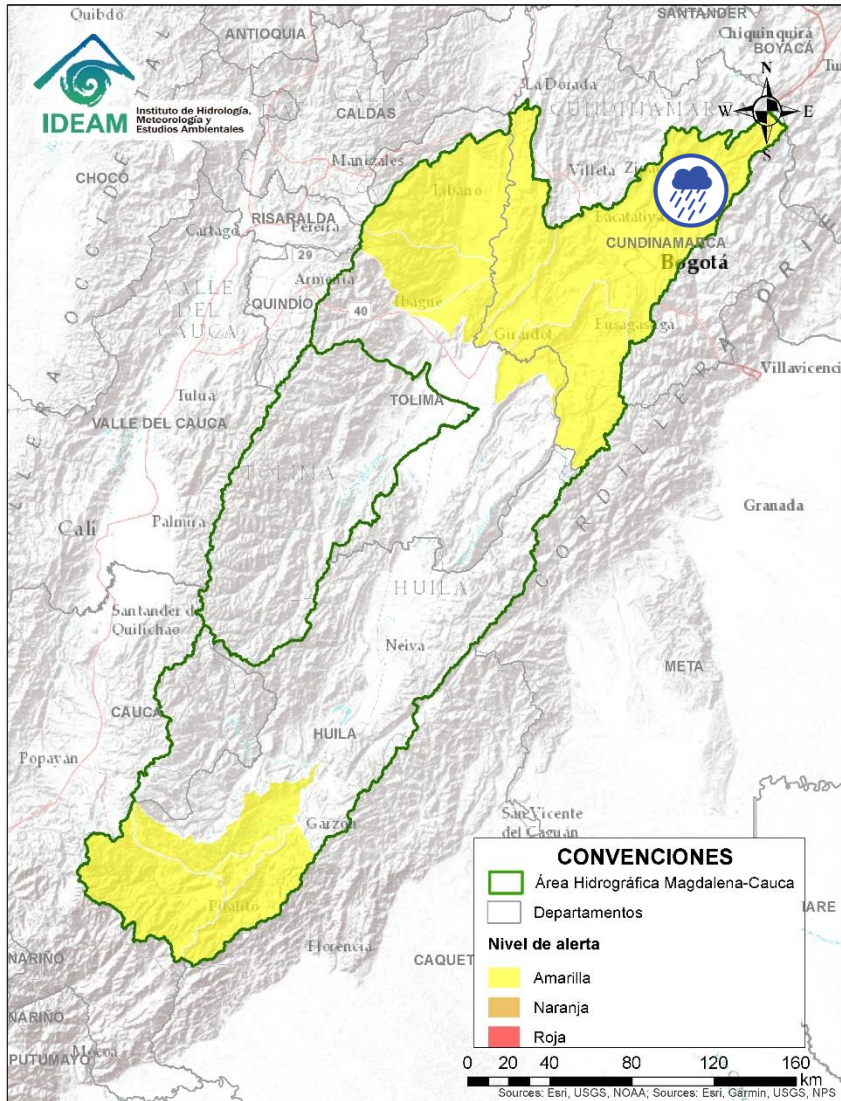 Quibdó
SANTANDER
ANTIOQUIA
Chiquinquirá
BOYACÁ
IDEAM
Instituto de Hidrología,
Meteorología y
Estudios Ambientales
La Dorada
CALDAS
N
W
E
S
Manizales
Líbano
Villeta
CHOCÓ
RISARALDA
Pereira
Cartago
CUNDINAMARCA
Bogotá
29
Armenia
QUINDÍO
40
Ibagué
Girardot
Fusagasugá
VALLE
DEL
CAUCA
Tuluá
TOLIMA
VALLE DEL CAUCA
TOLIMA
Cali
Palmira
Granada
CORDILLERA
Santander de
Quilichao
HUILA
Neiva
META
CAUCA
HUILA
Popayán
Garzón
San Vicente
del Caguán
Pitalito
Florencia
NARIÑO
NARIÑO
PUTUMAYO
Mocoa
CONVENCIONES
Área Hidrográfica Magdalena-Cauca
Departamentos
Nivel de alerta
Amarilla
Naranja
Roja
0 20 40 80 120 160
km
Sources: Esri, USGS, NOAA; Sources: Esri, Garmin, USGS, NPS